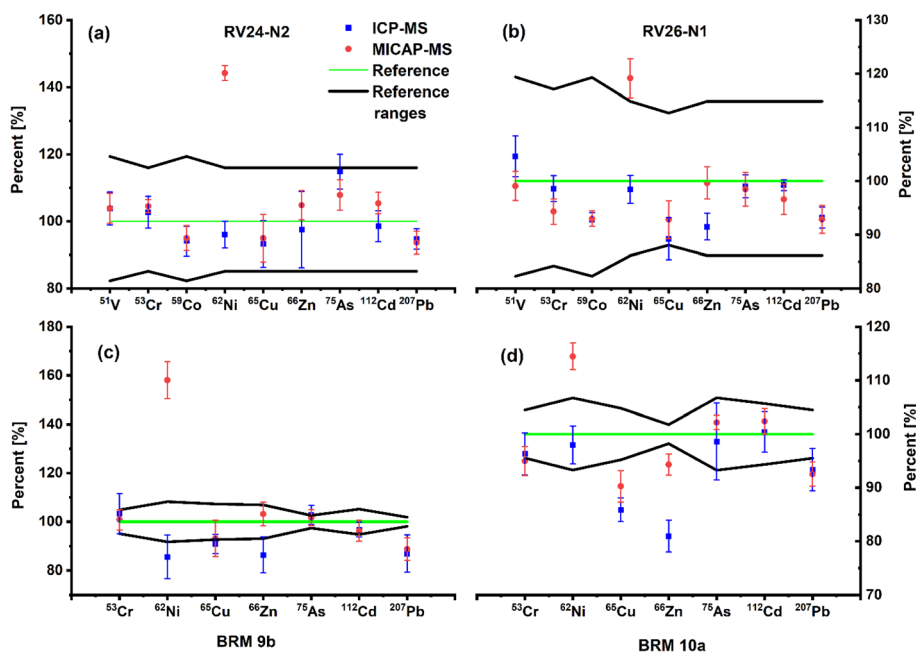 (a)
RV24-N2
ICP-MS
MICAP-MS
Reference
Reference
ranges
Percent [%]
160
140
120
100
80
⁵¹V ⁵³Cr ⁵⁹Co ⁶²Ni ⁶⁵Cu ⁶⁶Zn ⁷⁵As ¹¹²Cd ²⁰⁷Pb
(b)
RV26-N1
130
120
110
100
90
80
Percent [%]
⁵¹V ⁵³Cr ⁵⁹Co ⁶²Ni ⁶⁵Cu ⁶⁶Zn ⁷⁵As ¹¹²Cd ²⁰⁷Pb
(c)
Percent [%]
180
160
140
120
100
80
⁵³Cr ⁶²Ni ⁶⁵Cu ⁶⁶Zn ⁷⁵As ¹¹²Cd ²⁰⁷Pb
BRM 9b
(d)
120
110
100
90
80
70
Percent [%]
⁵³Cr ⁶²Ni ⁶⁵Cu ⁶⁶Zn ⁷⁵As ¹¹²Cd ²⁰⁷Pb
BRM 10a